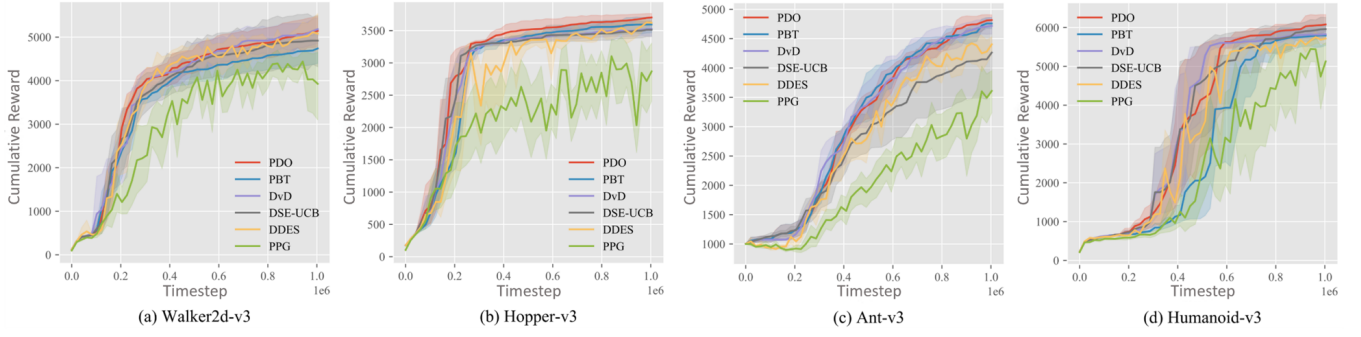 Cumulative Reward
5000
4000
3000
2000
1000
0
PDO
PBT
DvD
DSE-UCB
DDES
PPG
0.0 0.2 0.4 0.6 0.8 1.0
1e6
Timestep
(a) Walker2d-v3
Cumulative Reward
3500
3000
2500
2000
1500
1000
500
0
PDO
PBT
DvD
DSE-UCB
DDES
PPG
0.0 0.2 0.4 0.6 0.8 1.0
1e6
Timestep
(b) Hopper-v3
Cumulative Reward
5000
4500
4000
3500
3000
2500
2000
1500
1000
PDO
PBT
DvD
DSE-UCB
DDES
PPG
0.0 0.2 0.4 0.6 0.8 1.0
1e6
Timestep
(c) Ant-v3
Cumulative Reward
6000
5000
4000
3000
2000
1000
0
PDO
PBT
DvD
DSE-UCB
DDES
PPG
0.0 0.2 0.4 0.6 0.8 1.0
1e6
Timestep
(d) Humanoid-v3